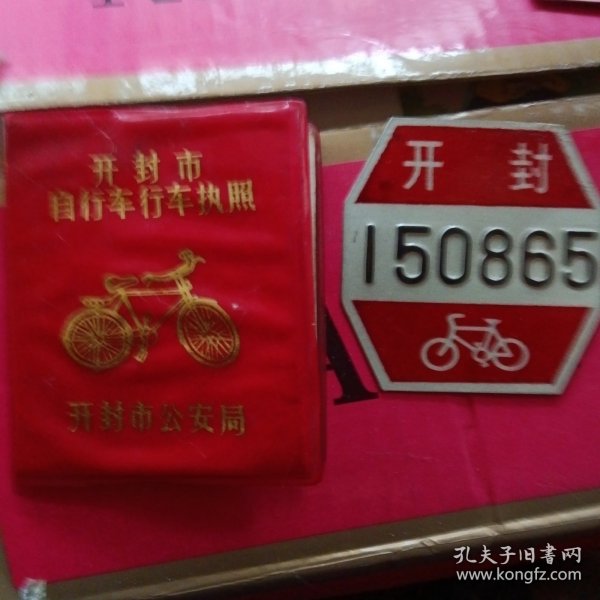 开封市
自行车行车执照
开封市公安局
开 封
150865
孔夫子旧書网
www.kongfz.com